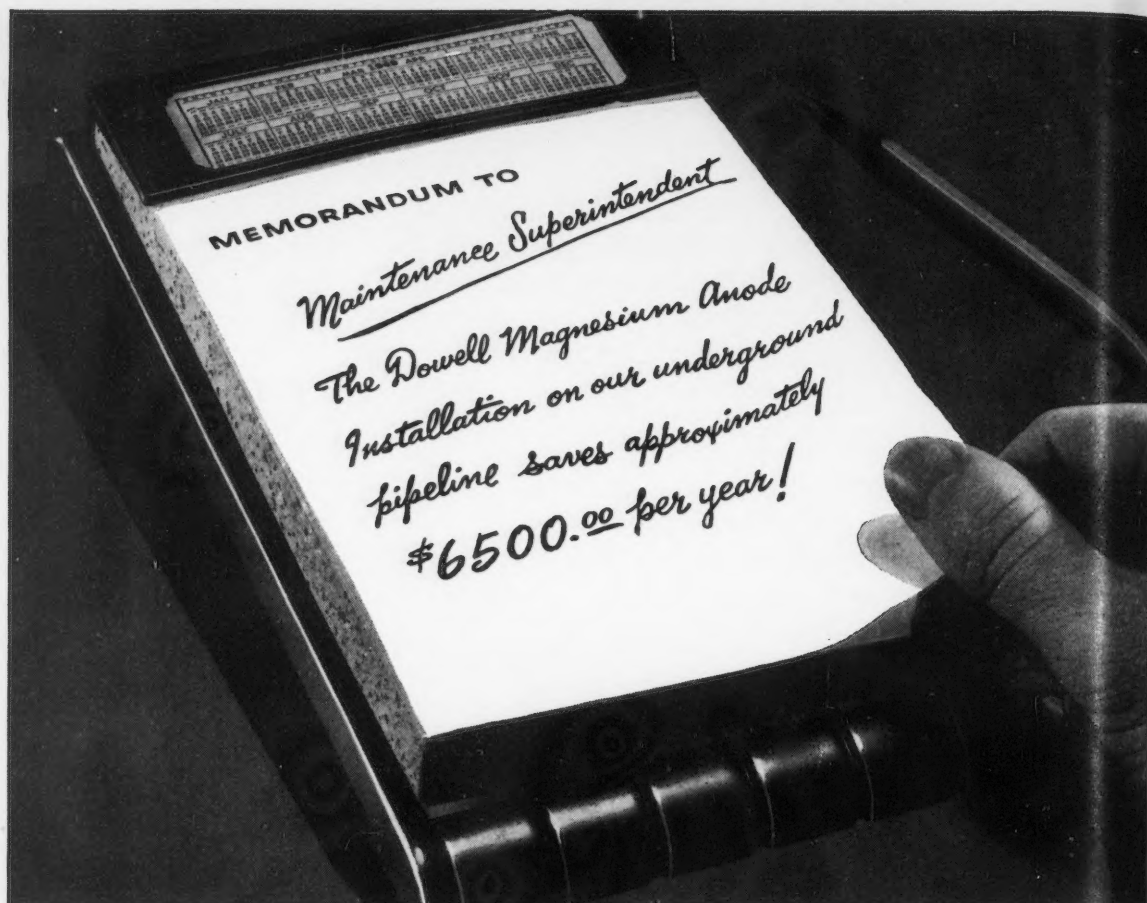 MEMORANDUM TO
Maintenance Superintendent
The Dowell Magnesium Anode
Installation on our underground
pipeline saves approximately
$6500.00 per year!